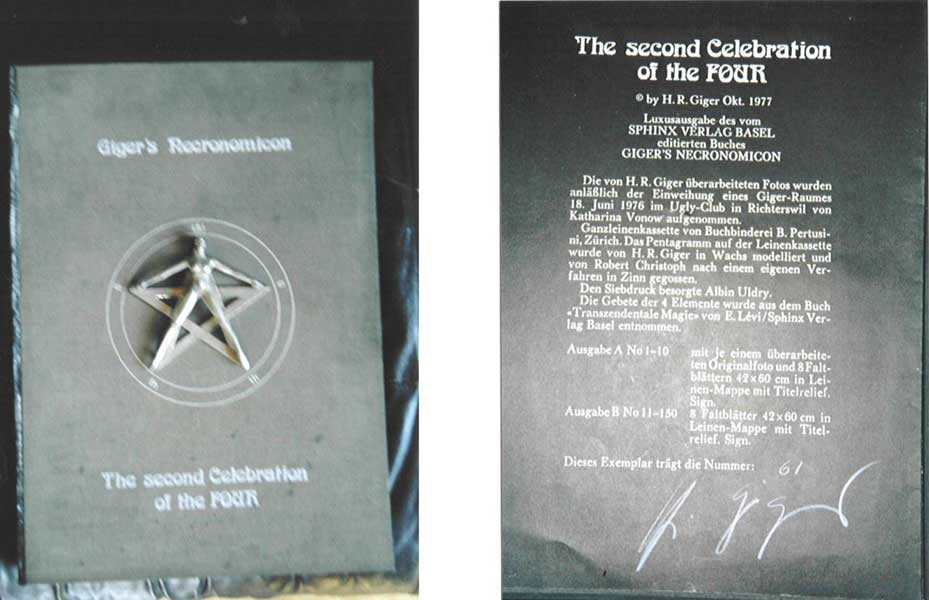 Giger's Necronomicon
The second Celebration
of the FOUR
The second Celebration
of the FOUR
© by H. R. Giger Okt. 1977
Luxusausgabe des vom
SPHINX VERLAG BASEL
editierten Buches
GIGER'S NECRONOMICON
Die von H. R. Giger überarbeiteten Fotos wurden
anläßlich der Einweihung eines Giger-Raumes
18. Juni 1976 im Ugly-Club in Richterswil von
Katharina Vonow aufgenommen.
Ganzleinenkassette von Buchbinderei B. Pertusi-
ni, Zürich. Das Pentagramm auf der Leinenkassette
wurde von H. R. Giger in Wachs modelliert und
von Robert Christoph nach einem eigenen Ver-
fahren in Zinn gegossen.
Den Siebdruck besorgte Albin Uldry.
Die Gebete der 4 Elemente wurde aus dem Buch
«Transzendentale Magie» von E. Lévi/Sphinx Ver-
lag Basel entnommen.
Ausgabe A No 1–10 mit je einem überarbeite-
ten Originalfoto und 8 Falt-
blättern 42×60 cm in Lei-
nen-Mappe mit Titelrelief.
Sign.
Ausgabe B No 11–150 8 Faltblätter 42×60 cm in
Leinen-Mappe mit Titel-
relief. Sign.
Dieses Exemplar trägt die Nummer: 61
H. R. Giger